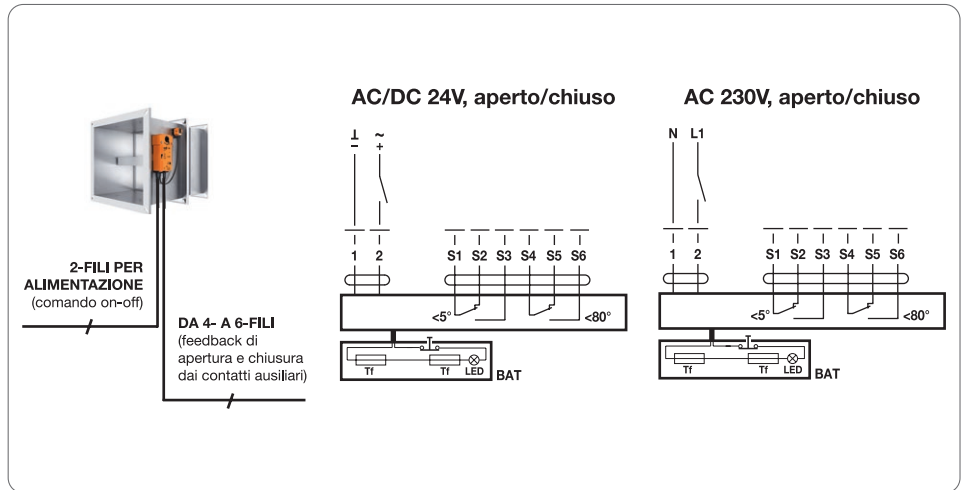 AC/DC 24V, aperto/chiuso
⊥ ~
− +
1 2 S1 S2 S3 S4 S5 S6
<5° <80°
Tf Tf LED BAT
AC 230V, aperto/chiuso
N L1
1 2 S1 S2 S3 S4 S5 S6
<5° <80°
Tf Tf LED BAT
2-FILI PER
ALIMENTAZIONE
(comando on-off)
DA 4- A 6-FILI
(feedback di
apertura e chiusura
dai contatti ausiliari)